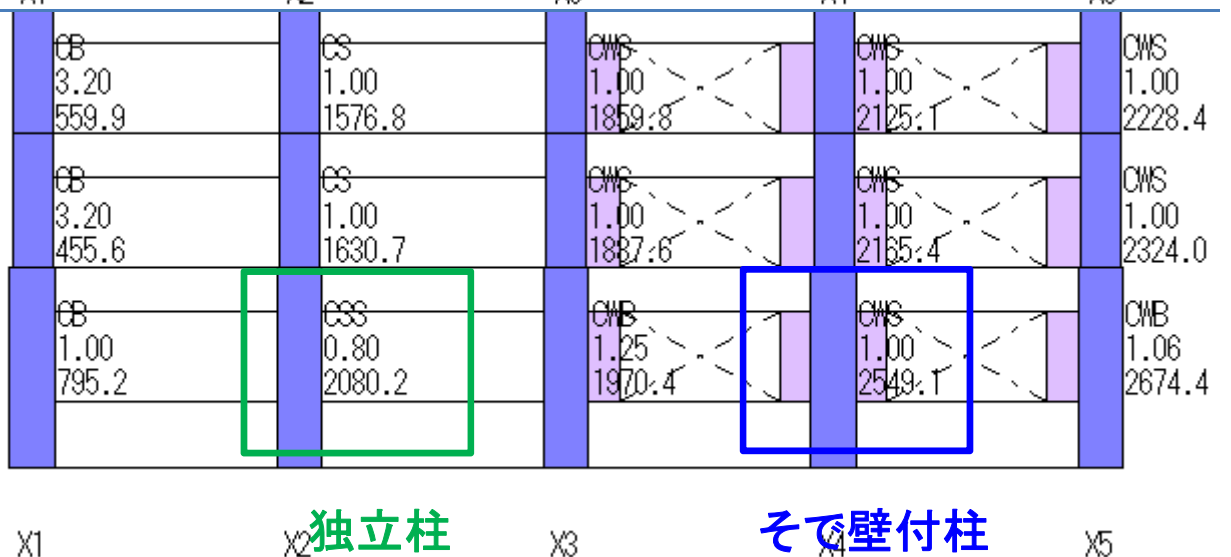 CB
3.20
559.9
CS
1.00
1576.8
CWS
1.00
1859.8
CWS
1.00
2125.1
CWS
1.00
2228.4
CB
3.20
455.6
CS
1.00
1630.7
CWS
1.00
1887.6
CWS
1.00
2165.4
CWS
1.00
2324.0
CB
1.00
795.2
CSS
0.80
2080.2
CWB
1.25
1970.4
CWS
1.00
2549.1
CWB
1.06
2674.4
独立柱
そで壁付柱
X1
X2
X3
X4
X5